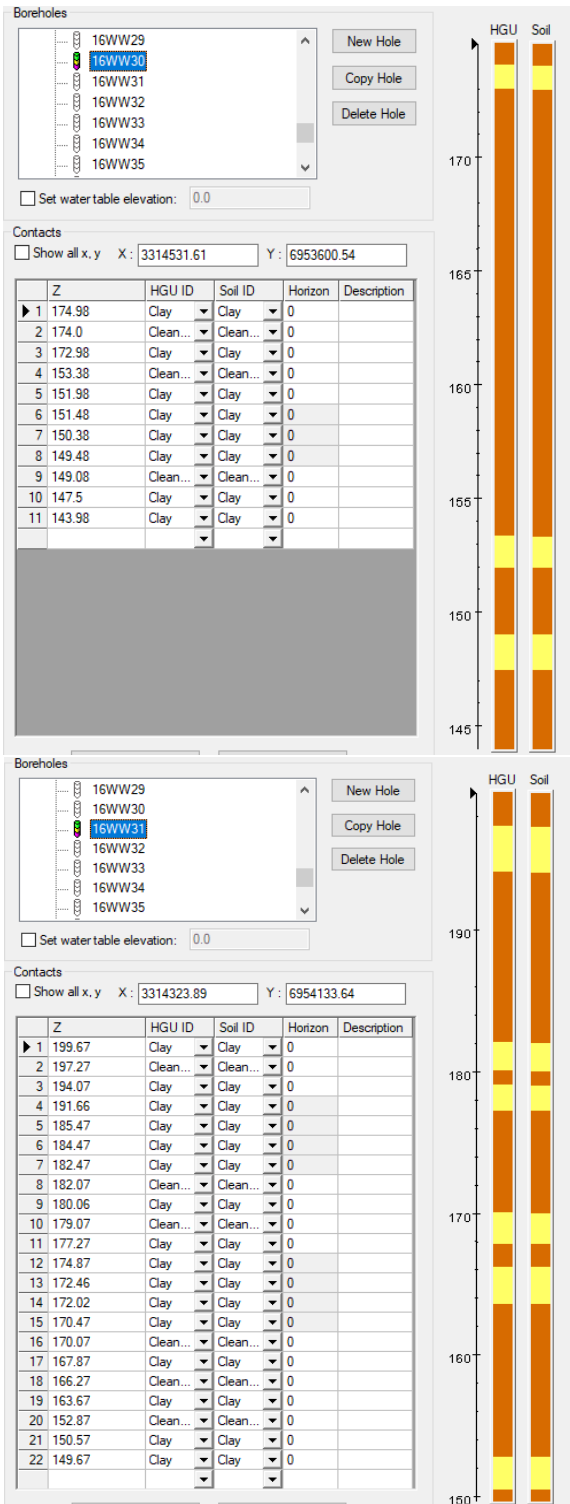 Boreholes
16WW29
16WW30
16WW31
16WW32
16WW33
16WW34
16WW35
New Hole
Copy Hole
Delete Hole
Set water table elevation: 0.0
Contacts
Show all x, y X : 3314531.61 Y : 6953600.54
Z HGU ID Soil ID Horizon Description
1 174.98 Clay Clay 0
2 174.0 Clean... Clean... 0
3 172.98 Clay Clay 0
4 153.38 Clean... Clean... 0
5 151.98 Clay Clay 0
6 151.48 Clay Clay 0
7 150.38 Clay Clay 0
8 149.48 Clay Clay 0
9 149.08 Clean... Clean... 0
10 147.5 Clay Clay 0
11 143.98 Clay Clay 0
HGU Soil
170
165
160
155
150
145
Boreholes
16WW29
16WW30
16WW31
16WW32
16WW33
16WW34
16WW35
New Hole
Copy Hole
Delete Hole
Set water table elevation: 0.0
Contacts
Show all x, y X : 3314323.89 Y : 6954133.64
Z HGU ID Soil ID Horizon Description
1 199.67 Clay Clay 0
2 197.27 Clean... Clean... 0
3 194.07 Clay Clay 0
4 191.66 Clay Clay 0
5 185.47 Clay Clay 0
6 184.47 Clay Clay 0
7 182.47 Clay Clay 0
8 182.07 Clean... Clean... 0
9 180.06 Clay Clay 0
10 179.07 Clean... Clean... 0
11 177.27 Clay Clay 0
12 174.87 Clay Clay 0
13 172.46 Clay Clay 0
14 172.02 Clay Clay 0
15 170.47 Clay Clay 0
16 170.07 Clean... Clean... 0
17 167.87 Clay Clay 0
18 166.27 Clean... Clean... 0
19 163.67 Clay Clay 0
20 152.87 Clean... Clean... 0
21 150.57 Clay Clay 0
22 149.67 Clay Clay 0
HGU Soil
190
180
170
160
150